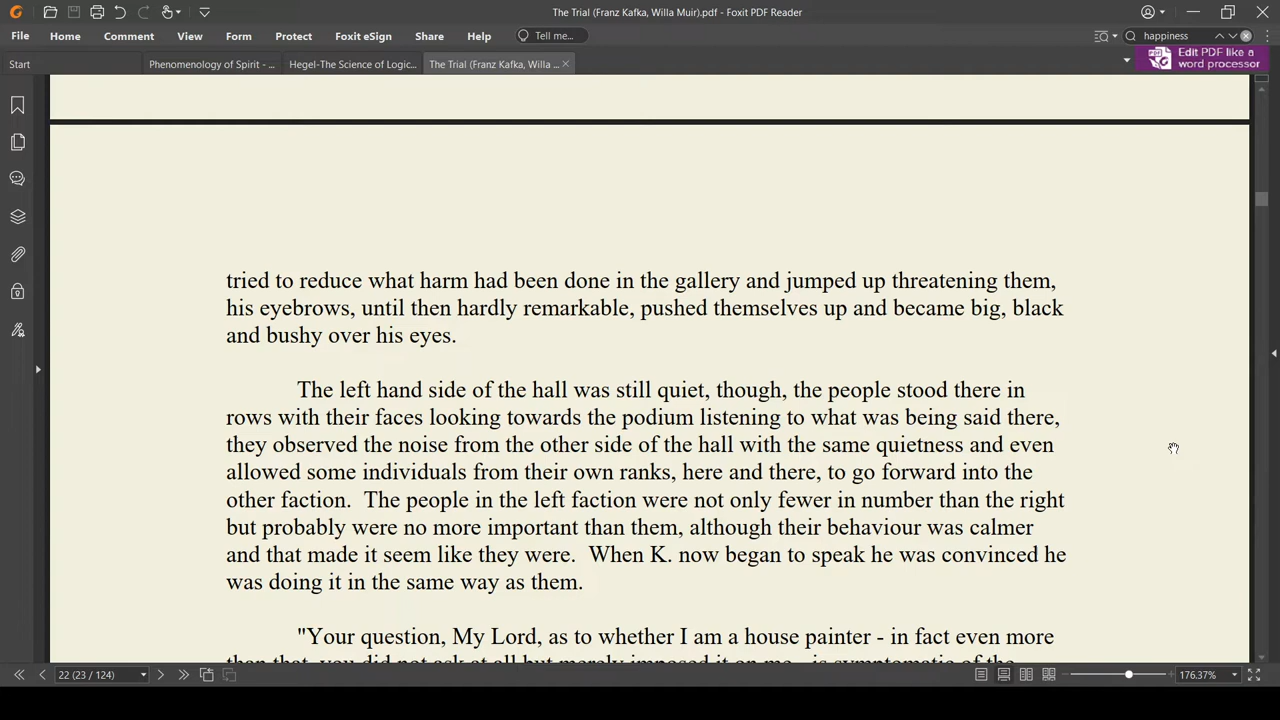 The Trial (Franz Kafka, Willa Muir).pdf - Foxit PDF Reader
File Home Comment View Form Protect Foxit eSign Share Help Tell me... happiness
Start Phenomenology of Spirit - ... Hegel-The Science of Logic... The Trial (Franz Kafka, Willa ... Edit PDF like a
word processor
tried to reduce what harm had been done in the gallery and jumped up threatening them,
his eyebrows, until then hardly remarkable, pushed themselves up and became big, black
and bushy over his eyes.
The left hand side of the hall was still quiet, though, the people stood there in
rows with their faces looking towards the podium listening to what was being said there,
they observed the noise from the other side of the hall with the same quietness and even
allowed some individuals from their own ranks, here and there, to go forward into the
other faction.  The people in the left faction were not only fewer in number than the right
but probably were no more important than them, although their behaviour was calmer
and that made it seem like they were.  When K. now began to speak he was convinced he
was doing it in the same way as them.
"Your question, My Lord, as to whether I am a house painter - in fact even more
than that, you did not ask at all but merely imposed it on me - is symptomatic of the
22 (23 / 124) 176.37%